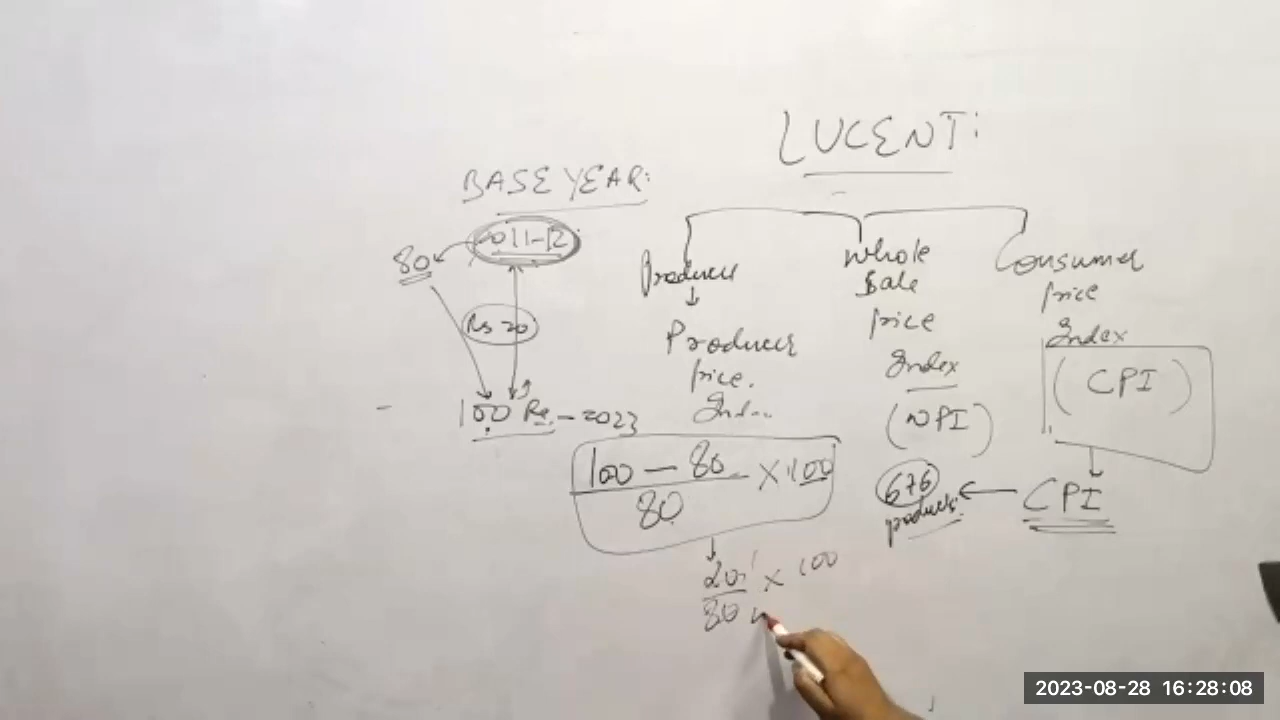 LUCENT:
BASE YEAR:
011-12
80
Rs 20
100 Rs - 2023
Producer
Producer
price.
100 - 80 × 100
80
20 1 × 100
80
Whole
Sale
price
Index
(WPI)
676
products.
Consumer
price
Index
(CPI)
CPI
2023-08-28 16:28:08